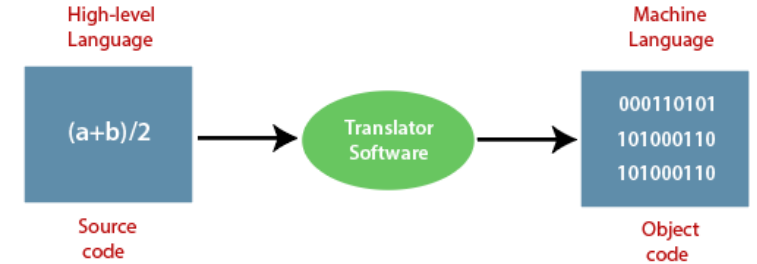 High-level
Language
(a+b)/2
Source
code
Translator
Software
Machine
Language
000110101
101000110
101000110
Object
code